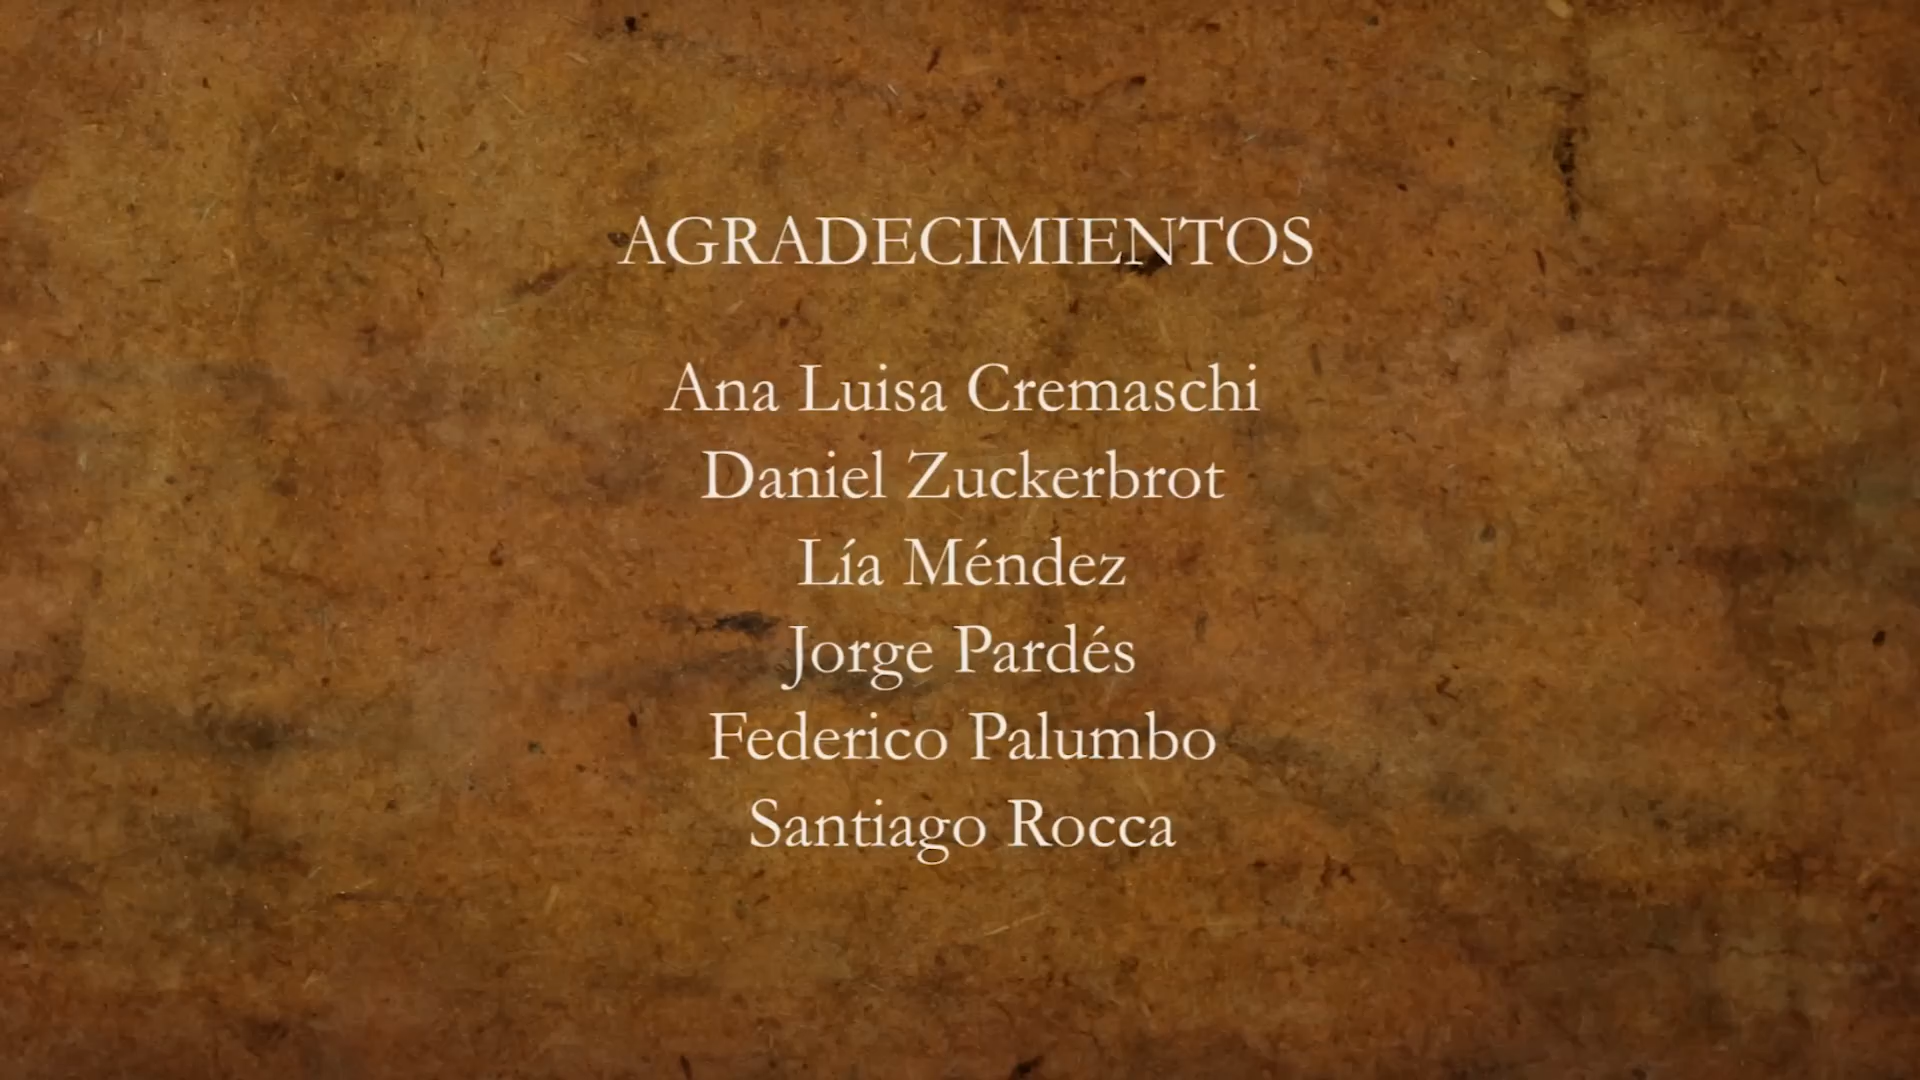 AGRADECIMIENTOS
Ana Luisa Cremaschi
Daniel Zuckerbrot
Lía Méndez
Jorge Pardés
Federico Palumbo
Santiago Rocca